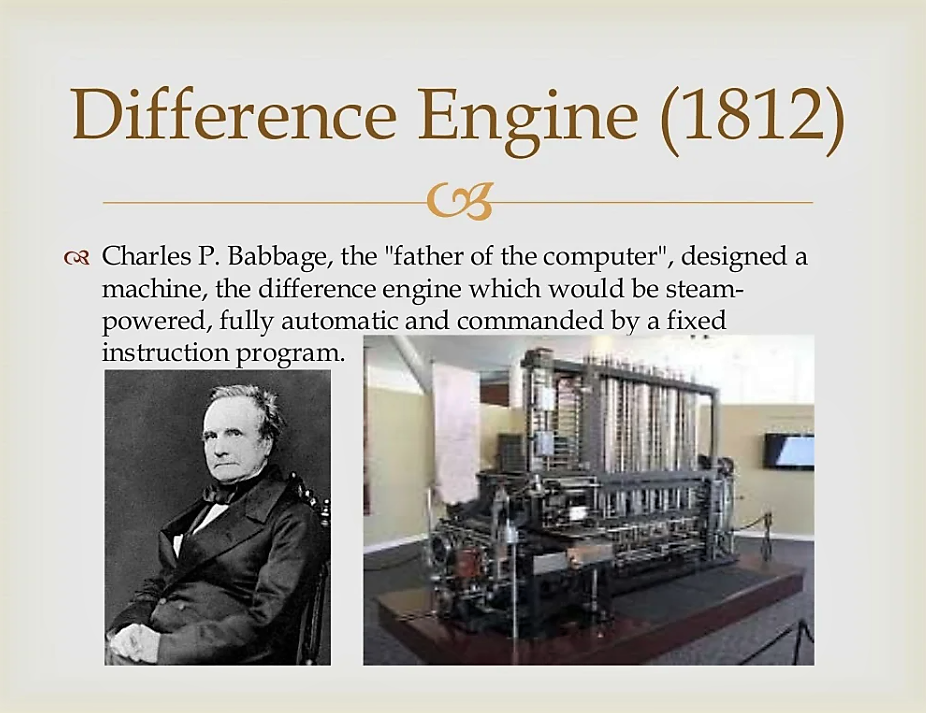 Difference Engine (1812)
Charles P. Babbage, the "father of the computer", designed a
machine, the difference engine which would be steam-
powered, fully automatic and commanded by a fixed
instruction program.